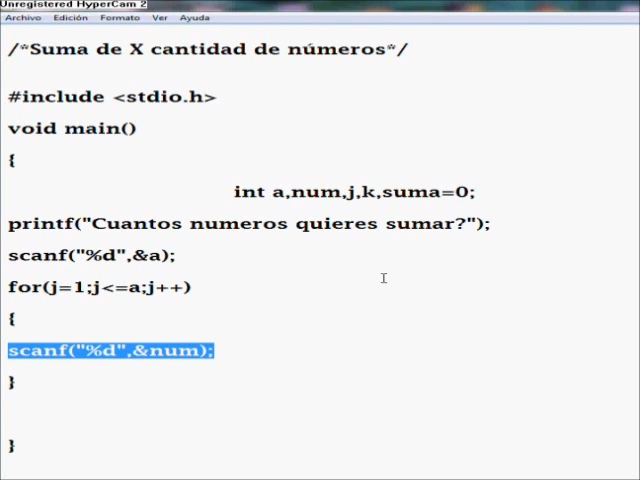 Unregistered HyperCam 2
Archivo Edición Formato Ver Ayuda
/*Suma de X cantidad de números*/
#include <stdio.h>
void main()
{
int a,num,j,k,suma=0;
printf("Cuantos numeros quieres sumar?");
scanf("%d",&a);
for(j=1;j<=a;j++)
{
scanf("%d",&num);
}
}